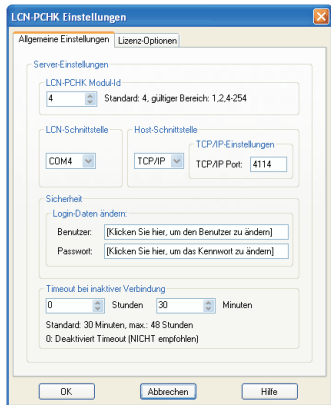 LCN-PCHK Einstellungen
Allgemeine Einstellungen Lizenz-Optionen
Server-Einstellungen
LCN-PCHK Modul-Id
4 Standard: 4, gültiger Bereich: 1,2,4-254
LCN-Schnittstelle Host-Schnittstelle
TCP/IP-Einstellungen
COM4 TCP/IP TCP/IP Port: 4114
Sicherheit
Login-Daten ändern:
Benutzer: [Klicken Sie hier, um den Benutzer zu ändern]
Passwort: [Klicken Sie hier, um das Kennwort zu ändern]
Timeout bei inaktiver Verbindung
0 Stunden 30 Minuten
Standard: 30 Minuten, max.: 48 Stunden
0: Deaktiviert Timeout (NICHT empfohlen)
OK Abbrechen Hilfe